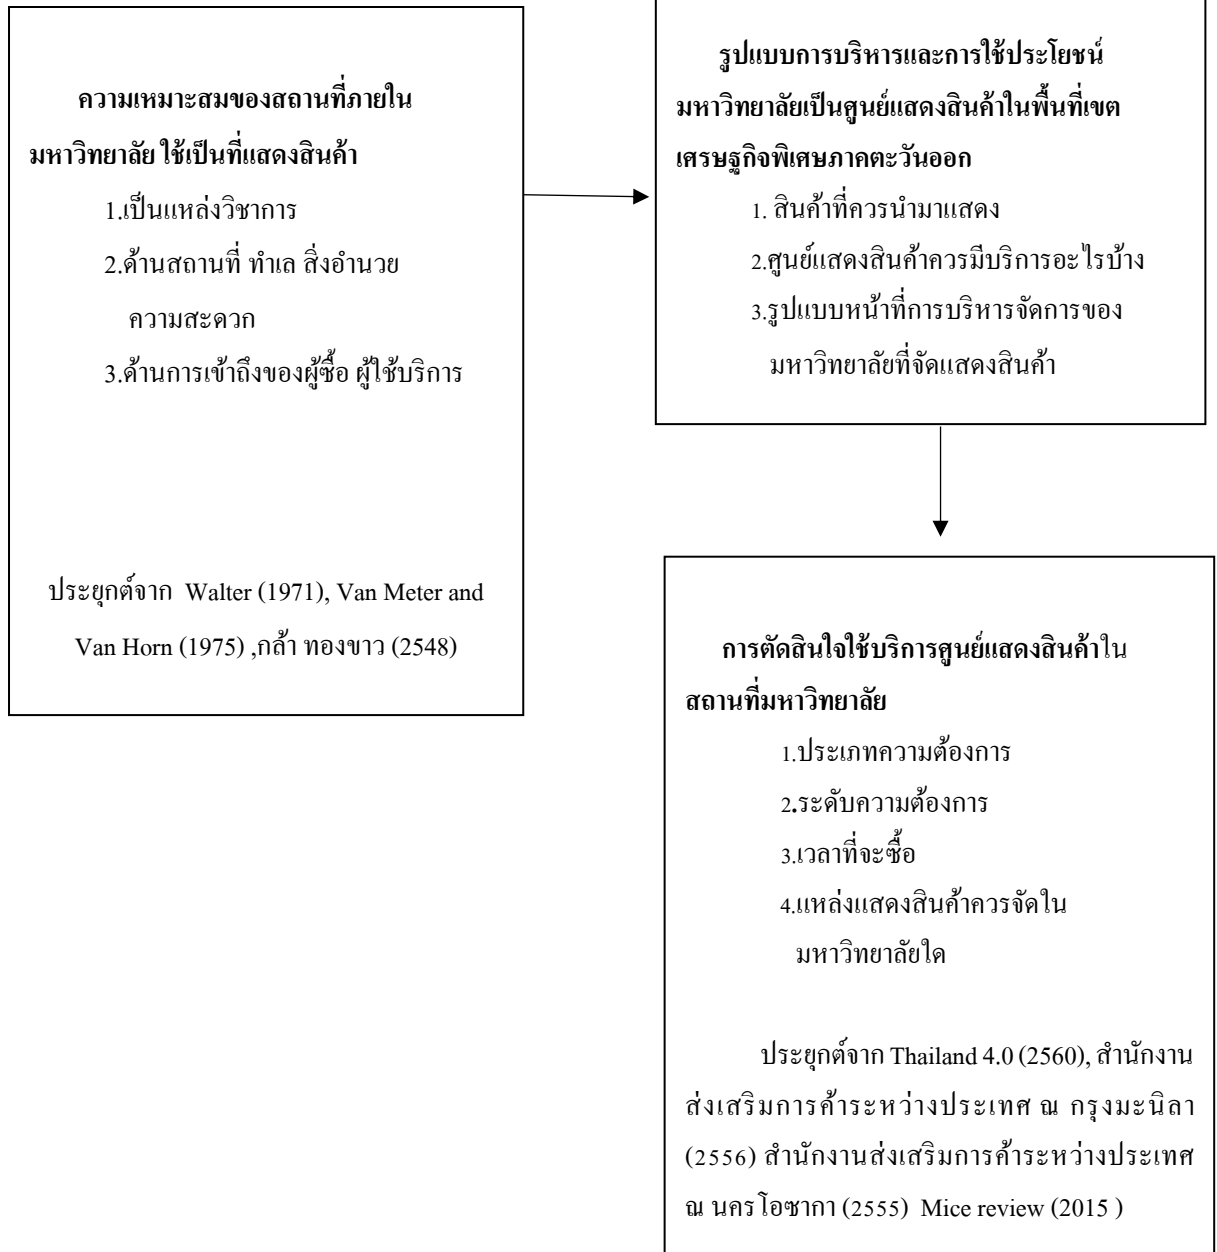 ความเหมาะสมของสถานที่ภายใน
มหาวิทยาลัย ใช้เป็นที่แสดงสินค้า
1.เป็นแหล่งวิชาการ
2.ด้านสถานที่ ทำเล สิ่งอำนวย
ความสะดวก
3.ด้านการเข้าถึงของผู้ซื้อ ผู้ใช้บริการ
ประยุกต์จาก Walter (1971), Van Meter and
Van Horn (1975) ,กล้า ทองขาว (2548)
รูปแบบการบริหารและการใช้ประโยชน์
มหาวิทยาลัยเป็นศูนย์แสดงสินค้าในพื้นที่เขต
เศรษฐกิจพิเศษภาคตะวันออก
1. สินค้าที่ควรนำมาแสดง
2.ศูนย์แสดงสินค้าควรมีบริการอะไรบ้าง
3.รูปแบบหน้าที่การบริหารจัดการของ
มหาวิทยาลัยที่จัดแสดงสินค้า
การตัดสินใจใช้บริการศูนย์แสดงสินค้าใน
สถานที่มหาวิทยาลัย
1.ประเภทความต้องการ
2.ระดับความต้องการ
3.เวลาที่จะซื้อ
4.แหล่งแสดงสินค้าควรจัดใน
มหาวิทยาลัยใด
ประยุกต์จาก Thailand 4.0 (2560), สำนักงาน
ส่งเสริมการค้าระหว่างประเทศ ณ กรุงมะนิลา
(2556) สำนักงานส่งเสริมการค้าระหว่างประเทศ
ณ นครโอซากา (2555) Mice review (2015 )